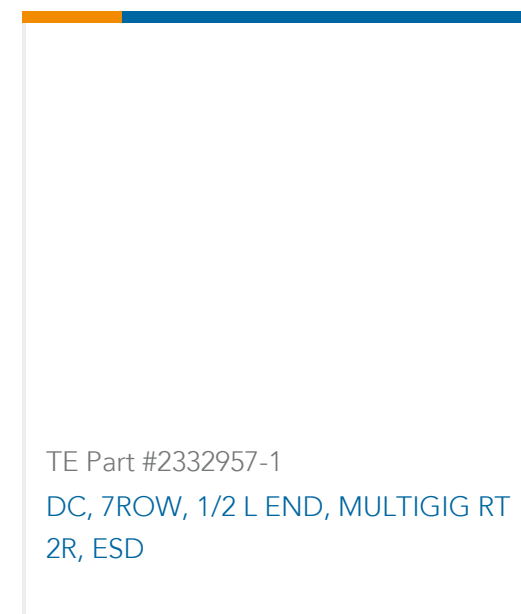 TE Part #2332957-1
DC, 7ROW, 1/2 L END, MULTIGIG RT
2R, ESD